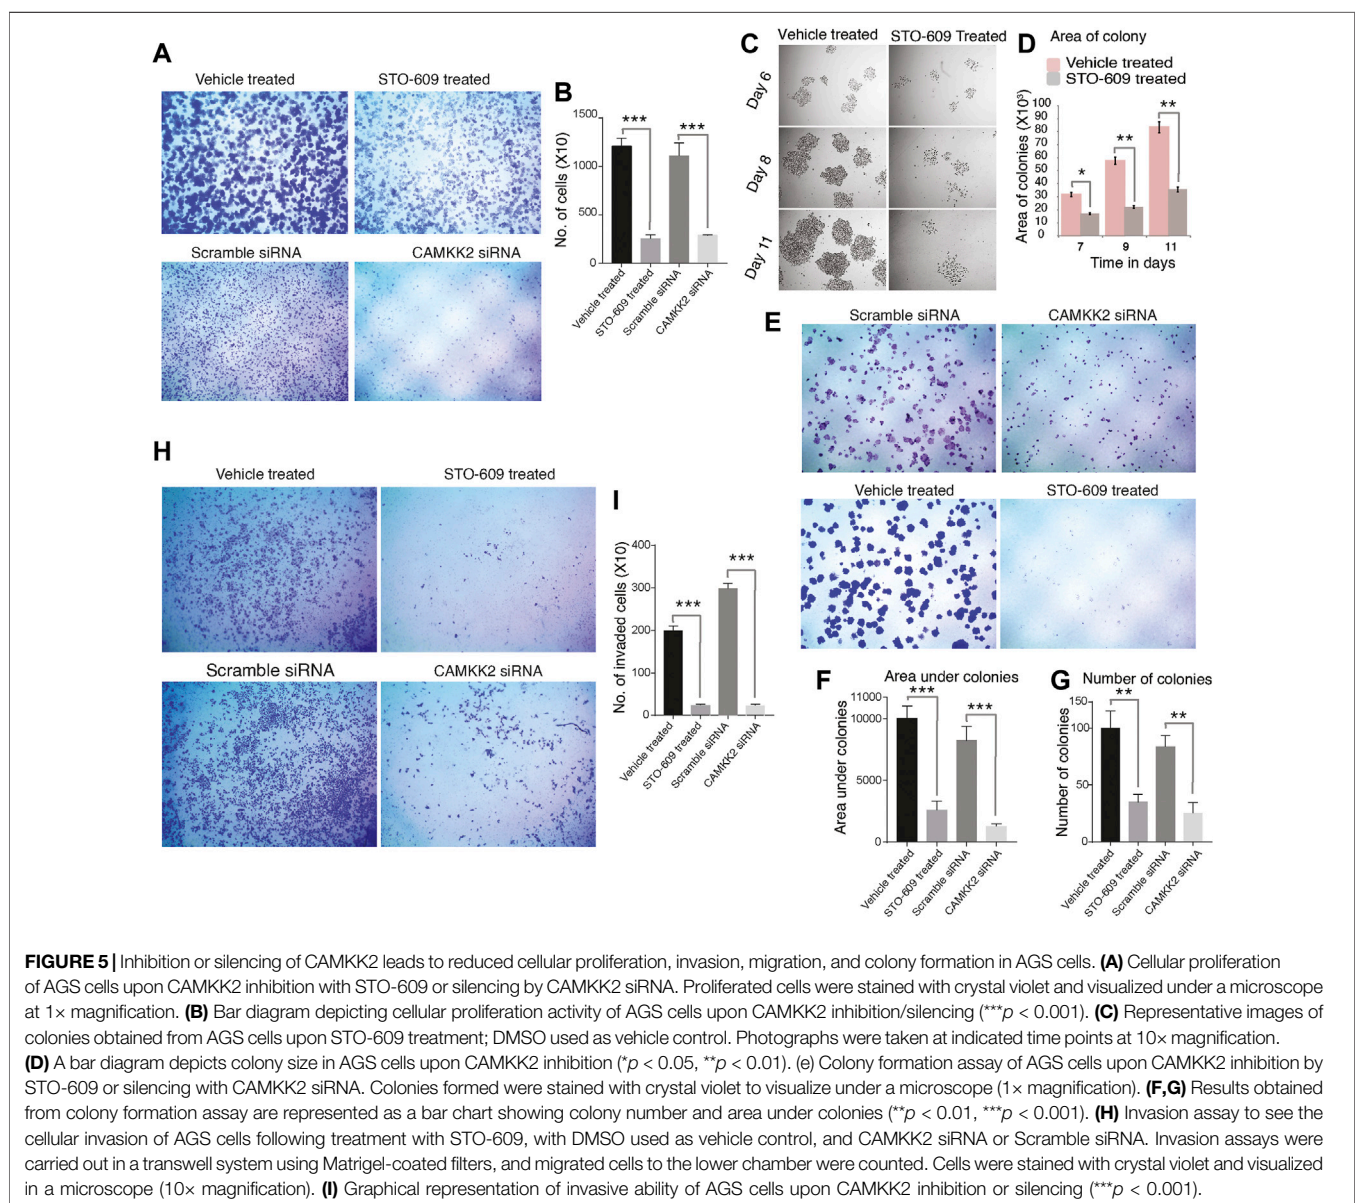 A
Vehicle treated
STO-609 treated
Scramble siRNA
CAMKK2 siRNA
B
No. of cells (X10)
1500
1000
500
0
***
***
Vehicle treated
STO-609 treated
Scramble siRNA
CAMKK2 siRNA
C
Vehicle treated
STO-609 Treated
Day 6
Day 8
Day 11
D
Area of colony
Vehicle treated
STO-609 treated
Area of colonies (X10³)
100
90
80
70
60
50
40
30
20
10
0
*
**
**
7
9
11
Time in days
E
Scramble siRNA
CAMKK2 siRNA
Vehicle treated
STO-609 treated
F
Area under colonies
Area under colonies
11000
10000
5000
0
***
***
Vehicle treated
STO-609 treated
Scramble siRNA
CAMKK2 siRNA
G
Number of colonies
Number of colonies
150
100
50
0
**
**
Vehicle treated
STO-609 treated
Scramble siRNA
CAMKK2 siRNA
H
Vehicle treated
STO-609 treated
Scramble siRNA
CAMKK2 siRNA
I
No. of invaded cells (X10)
400
300
200
100
0
***
***
Vehicle treated
STO-609 treated
Scramble siRNA
CAMKK2 siRNA
FIGURE 5 | Inhibition or silencing of CAMKK2 leads to reduced cellular proliferation, invasion, migration, and colony formation in AGS cells. (A) Cellular proliferation
of AGS cells upon CAMKK2 inhibition with STO-609 or silencing by CAMKK2 siRNA. Proliferated cells were stained with crystal violet and visualized under a microscope
at 1× magnification. (B) Bar diagram depicting cellular proliferation activity of AGS cells upon CAMKK2 inhibition/silencing (***p < 0.001). (C) Representative images of
colonies obtained from AGS cells upon STO-609 treatment; DMSO used as vehicle control. Photographs were taken at indicated time points at 10× magnification.
(D) A bar diagram depicts colony size in AGS cells upon CAMKK2 inhibition (*p < 0.05, **p < 0.01). (e) Colony formation assay of AGS cells upon CAMKK2 inhibition by
STO-609 or silencing with CAMKK2 siRNA. Colonies formed were stained with crystal violet to visualize under a microscope (1× magnification). (F,G) Results obtained
from colony formation assay are represented as a bar chart showing colony number and area under colonies (**p < 0.01, ***p < 0.001). (H) Invasion assay to see the
cellular invasion of AGS cells following treatment with STO-609, with DMSO used as vehicle control, and CAMKK2 siRNA or Scramble siRNA. Invasion assays were
carried out in a transwell system using Matrigel-coated filters, and migrated cells to the lower chamber were counted. Cells were stained with crystal violet and visualized
in a microscope (10× magnification). (I) Graphical representation of invasive ability of AGS cells upon CAMKK2 inhibition or silencing (***p < 0.001).